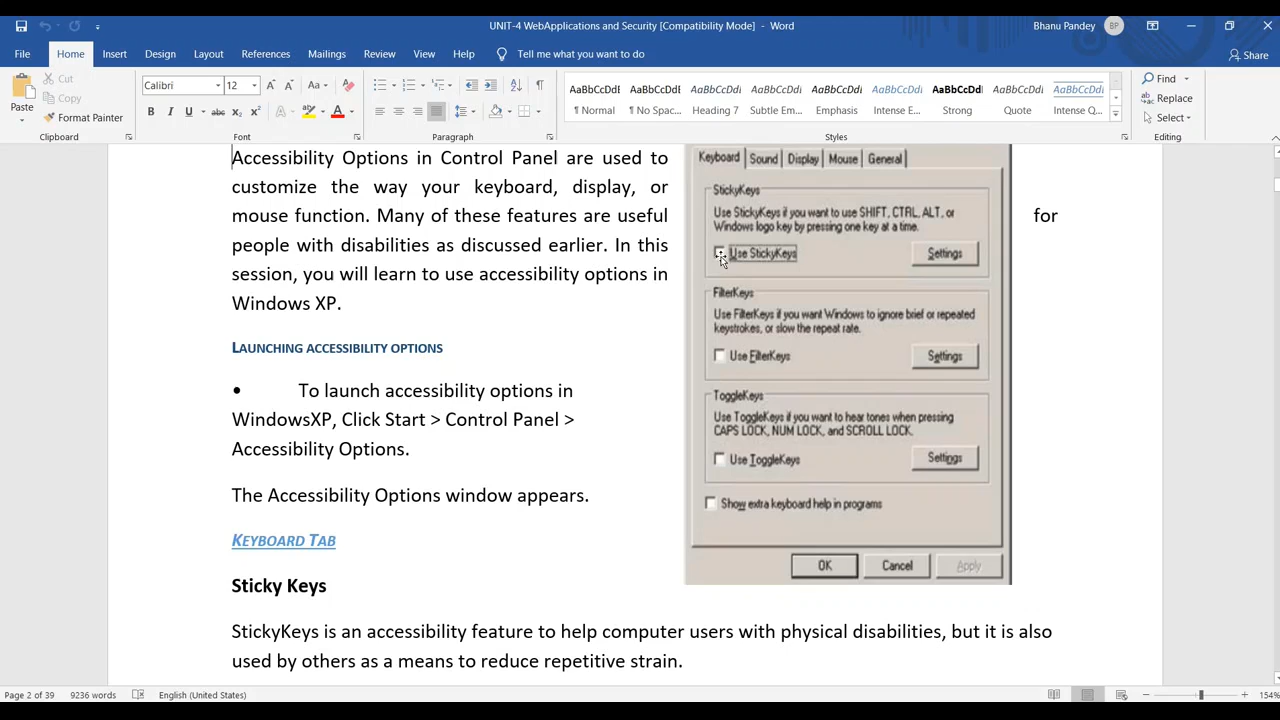 UNIT-4 WebApplications and Security [Compatibility Mode] - Word
Bhanu Pandey BP
File Home Insert Design Layout References Mailings Review View Help Tell me what you want to do Share
Paste
Cut
Copy
Format Painter
Clipboard
Calibri 12
Font
Paragraph
AaBbCcDdE AaBbCcDdE AaBbCcDdI AaBbCcDdE AaBbCcDdE AaBbCcDdI AaBbCcDdI AaBbCcDdE AaBbCcDdI
¶ Normal ¶ No Spac... Heading 7 Subtle Em... Emphasis Intense E... Strong Quote Intense Q...
Styles
Find
Replace
Select
Editing
Accessibility Options in Control Panel are used to
customize the way your keyboard, display, or
mouse function. Many of these features are useful for
people with disabilities as discussed earlier. In this
session, you will learn to use accessibility options in
Windows XP.
LAUNCHING ACCESSIBILITY OPTIONS
• To launch accessibility options in
WindowsXP, Click Start > Control Panel >
Accessibility Options.
The Accessibility Options window appears.
KEYBOARD TAB
Sticky Keys
StickyKeys is an accessibility feature to help computer users with physical disabilities, but it is also
used by others as a means to reduce repetitive strain.
Keyboard Sound Display Mouse General
StickyKeys
Use StickyKeys if you want to use SHIFT, CTRL, ALT, or
Windows logo key by pressing one key at a time.
Use StickyKeys Settings
FilterKeys
Use FilterKeys if you want Windows to ignore brief or repeated
keystrokes, or slow the repeat rate.
Use FilterKeys Settings
ToggleKeys
Use ToggleKeys if you want to hear tones when pressing
CAPS LOCK, NUM LOCK, and SCROLL LOCK.
Use ToggleKeys Settings
Show extra keyboard help in programs
OK Cancel Apply
Page 2 of 39 9236 words English (United States) 154%